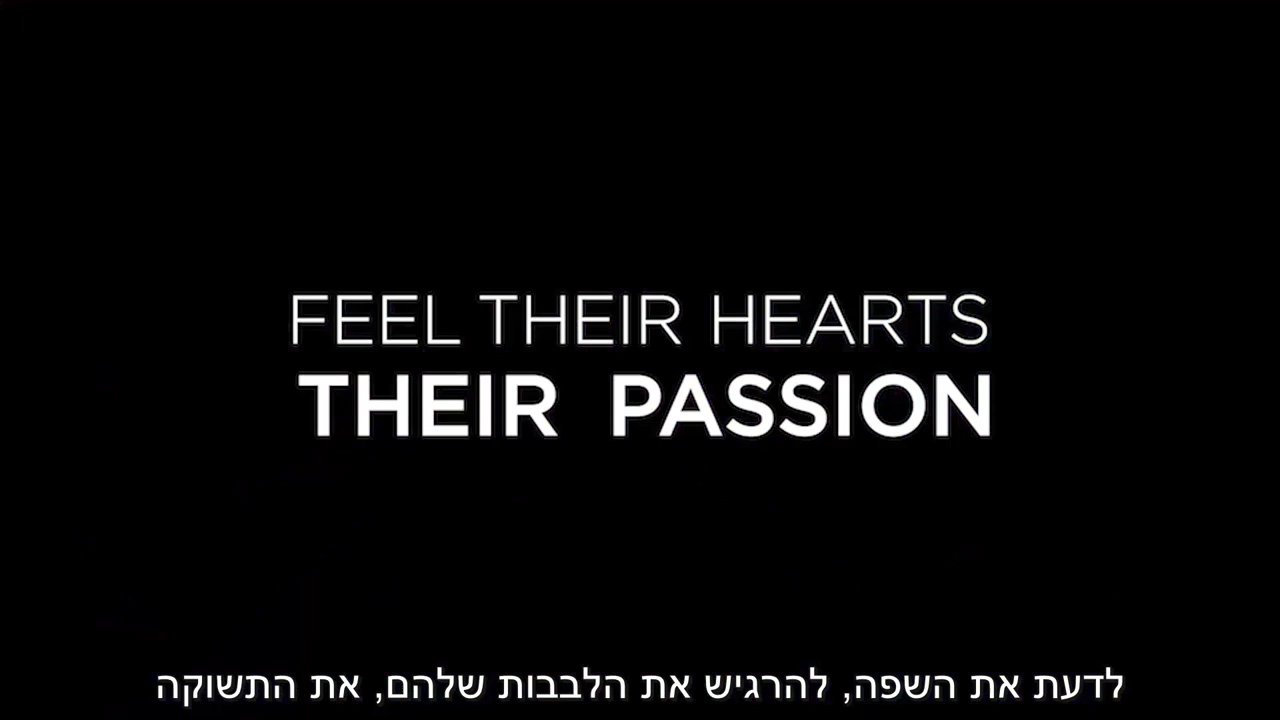 FEEL THEIR HEARTS
THEIR PASSION
לדעת את השפה, להרגיש את הלבבות שלהם, את התשוקה